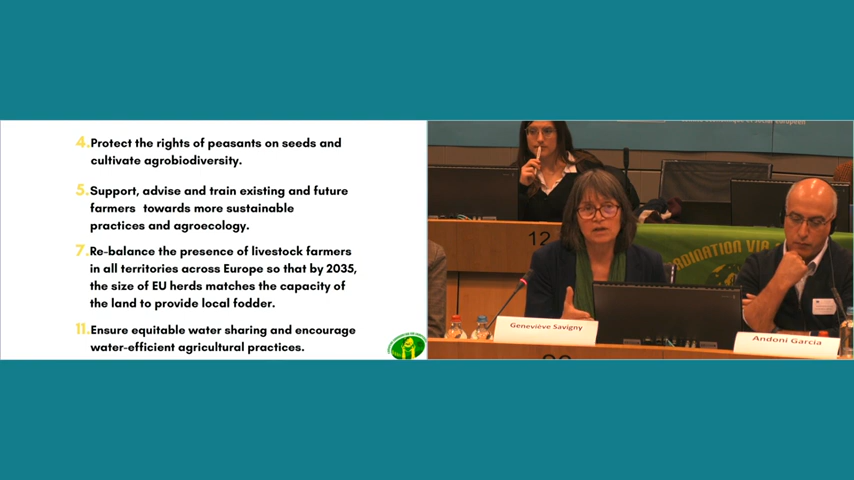 4. Protect the rights of peasants on seeds and
cultivate agrobiodiversity.
5. Support, advise and train existing and future
farmers towards more sustainable
practices and agroecology.
7. Re-balance the presence of livestock farmers
in all territories across Europe so that by 2035,
the size of EU herds matches the capacity of
the land to provide local fodder.
11. Ensure equitable water sharing and encourage
water-efficient agricultural practices.
12
RDINATION VIA
Geneviève Savigny
Andoni Garcia